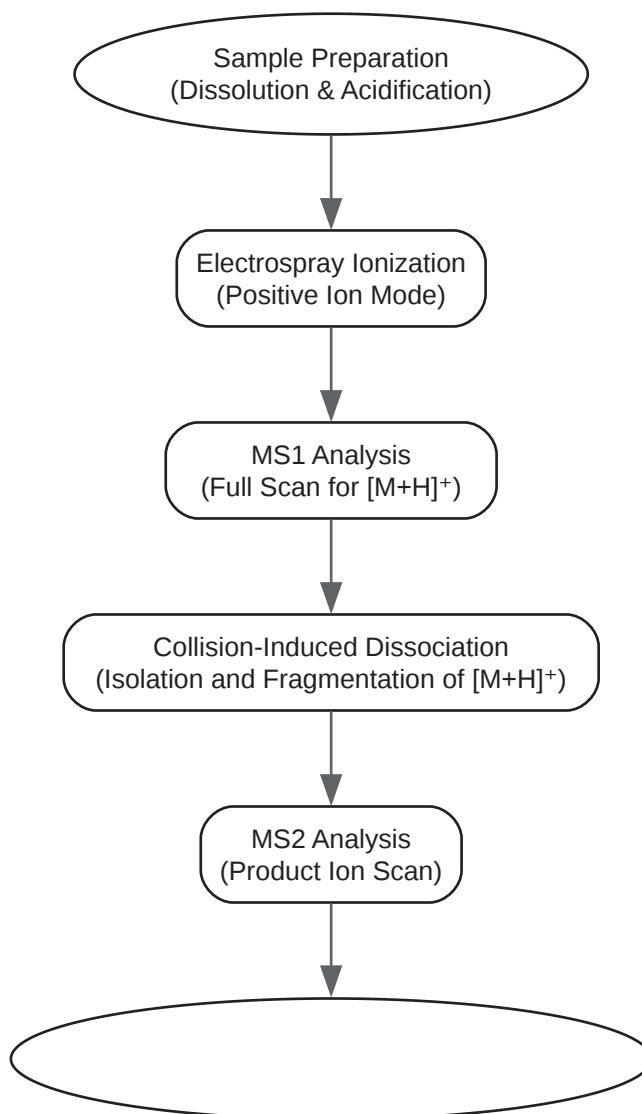 Sample Preparation
(Dissolution & Acidification)
Electrospray Ionization
(Positive Ion Mode)
MS1 Analysis
(Full Scan for [M+H]⁺)
Collision-Induced Dissociation
(Isolation and Fragmentation of [M+H]⁺)
MS2 Analysis
(Product Ion Scan)